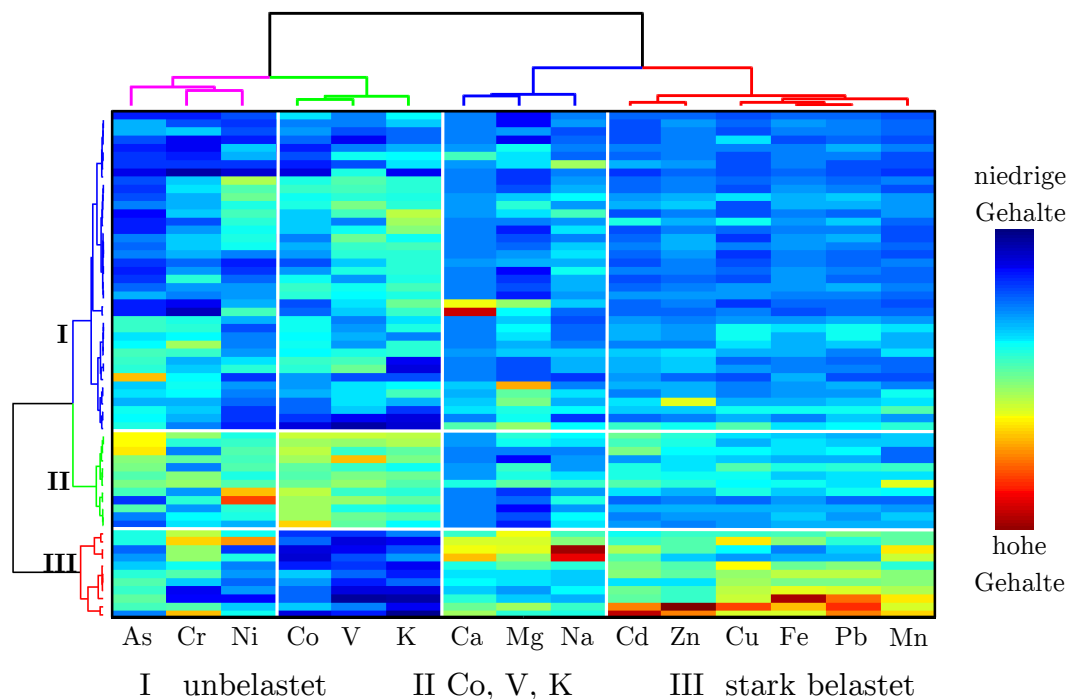 niedrige
Gehalte
I
II
III
hohe
Gehalte
As Cr Ni Co V K Ca Mg Na Cd Zn Cu Fe Pb Mn
I unbelastet II Co, V, K III stark belastet